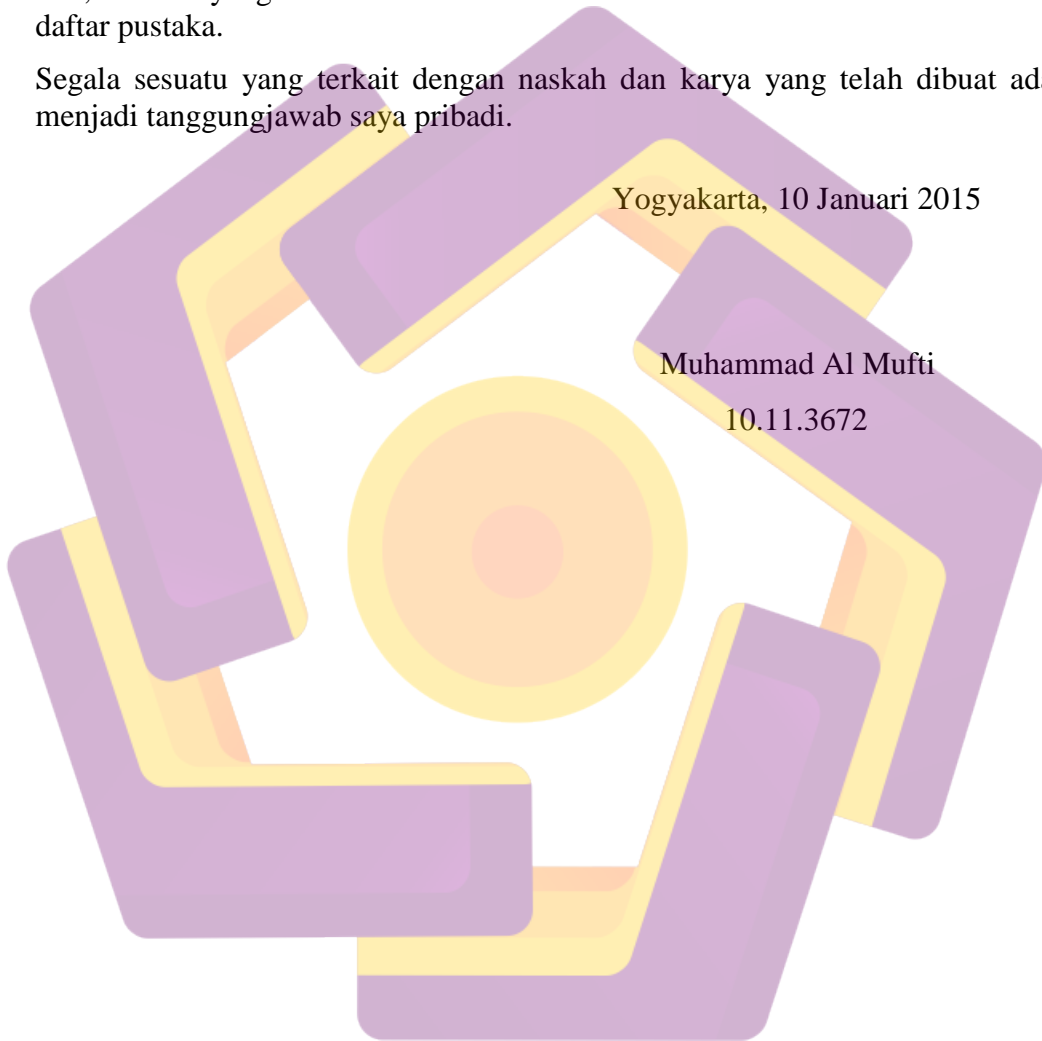 daftar pustaka.
Segala sesuatu yang terkait dengan naskah dan karya yang telah dibuat ada
menjadi tanggungjawab saya pribadi.
Yogyakarta, 10 Januari 2015
Muhammad Al Mufti
10.11.3672